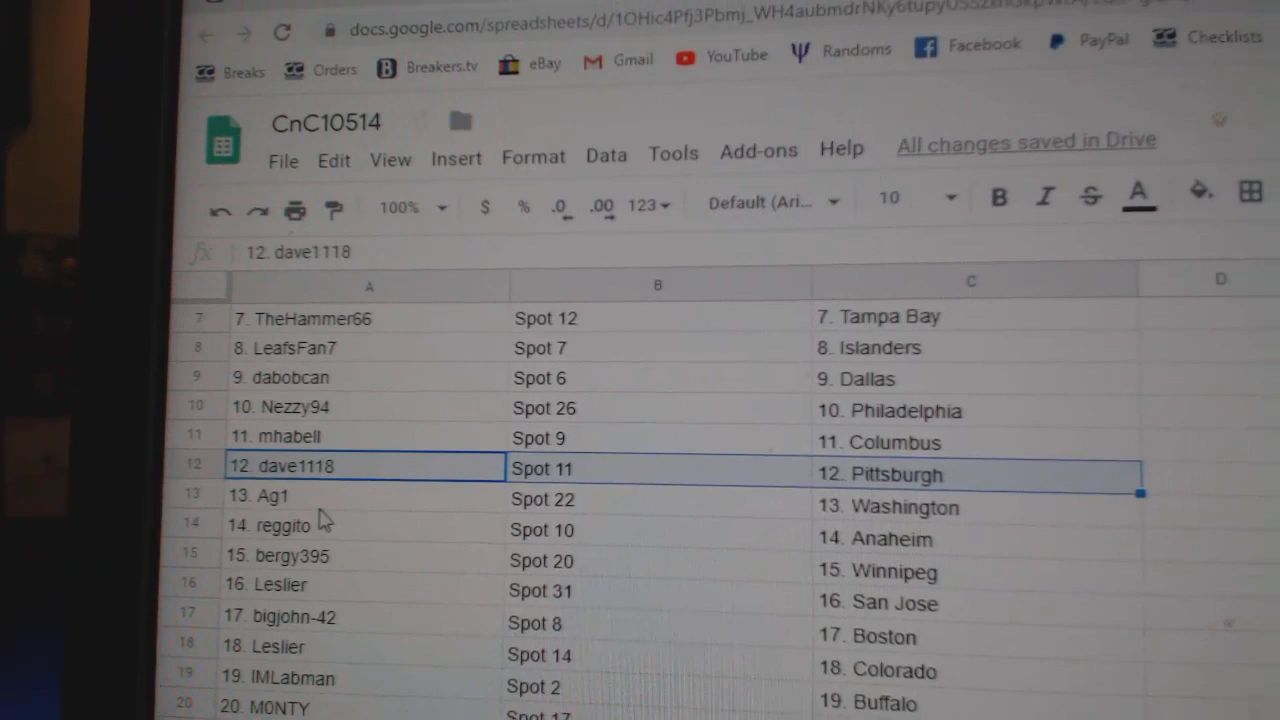 docs.google.com/spreadsheets/d/1OHic4Pfj3Pbmj_WH4aubmdrNKy6tupy
Breaks Orders Breakers.tv eBay Gmail YouTube Randoms Facebook PayPal Checklists
CnC10514
File Edit View Insert Format Data Tools Add-ons Help All changes saved in Drive
100% $ % .0 .00 123 Default (Ari... 10 B I S A
fx 12. dave1118
A B C D
7 7. TheHammer66 Spot 12 7. Tampa Bay
8 8. LeafsFan7 Spot 7 8. Islanders
9 9. dabobcan Spot 6 9. Dallas
10 10. Nezzy94 Spot 26 10. Philadelphia
11 11. mhabell Spot 9 11. Columbus
12 12. dave1118 Spot 11 12. Pittsburgh
13 13. Ag1 Spot 22 13. Washington
14 14. reggito Spot 10 14. Anaheim
15 15. bergy395 Spot 20 15. Winnipeg
16 16. Leslier Spot 31 16. San Jose
17 17. bigjohn-42 Spot 8 17. Boston
18 18. Leslier Spot 14 18. Colorado
19 19. IMLabman Spot 2 19. Buffalo
20 20. M0NTY Spot 17